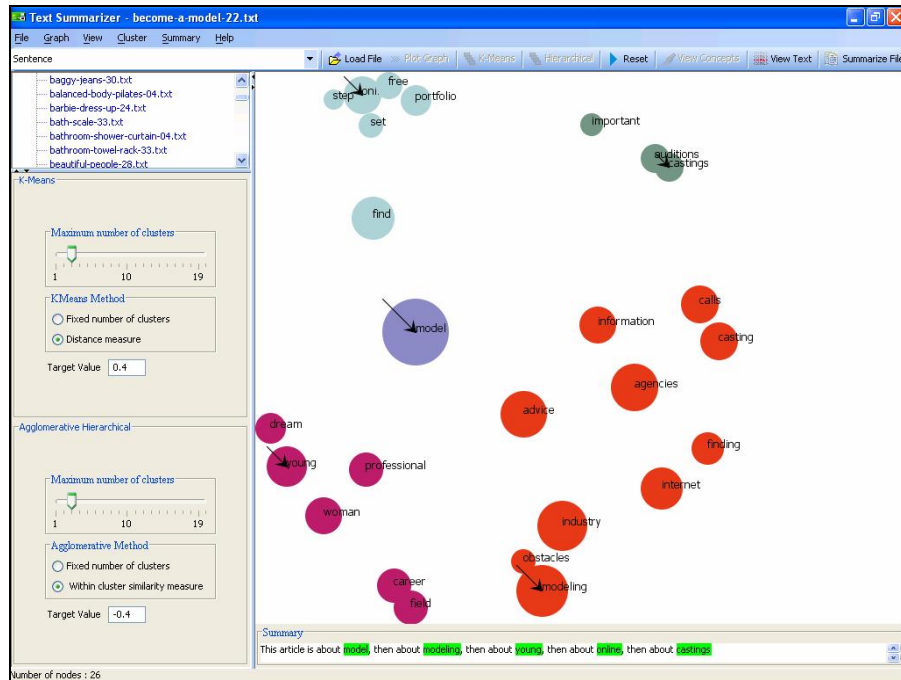 Text Summarizer - become-a-model-22.txt
File Graph View Cluster Summary Help
Sentence Load File Plot Graph K-Means Hierarchical Reset View Concepts View Text Summarize File
baggy-jeans-30.txt
balanced-body-pilates-04.txt
barbie-dress-up-24.txt
bath-scale-33.txt
bathroom-shower-curtain-04.txt
bathroom-towel-rack-33.txt
beautiful-people-28.txt
K-Means
Maximum number of clusters
1 10 19
KMeans Method
Fixed number of clusters
Distance measure
Target Value 0.4
Agglomerative Hierarchical
Maximum number of clusters
1 10 19
Agglomerative Method
Fixed number of clusters
Within cluster similarity measure
Target Value -0.4
free
step oni.
portfolio
set
important
auditions
castings
find
calls
model
information
casting
agencies
advice
dream
finding
young
professional
internet
woman
industry
obstacles
career
modeling
field
Summary
This article is about model, then about modeling, then about young, then about online, then about castings
Number of nodes : 26